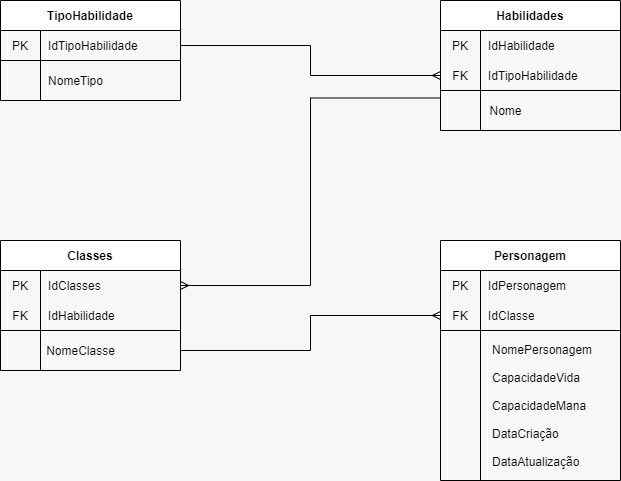 TipoHabilidade
PK IdTipoHabilidade
NomeTipo
Habilidades
PK IdHabilidade
FK IdTipoHabilidade
Nome
Classes
PK IdClasses
FK IdHabilidade
NomeClasse
Personagem
PK IdPersonagem
FK IdClasse
NomePersonagem
CapacidadeVida
CapacidadeMana
DataCriação
DataAtualização